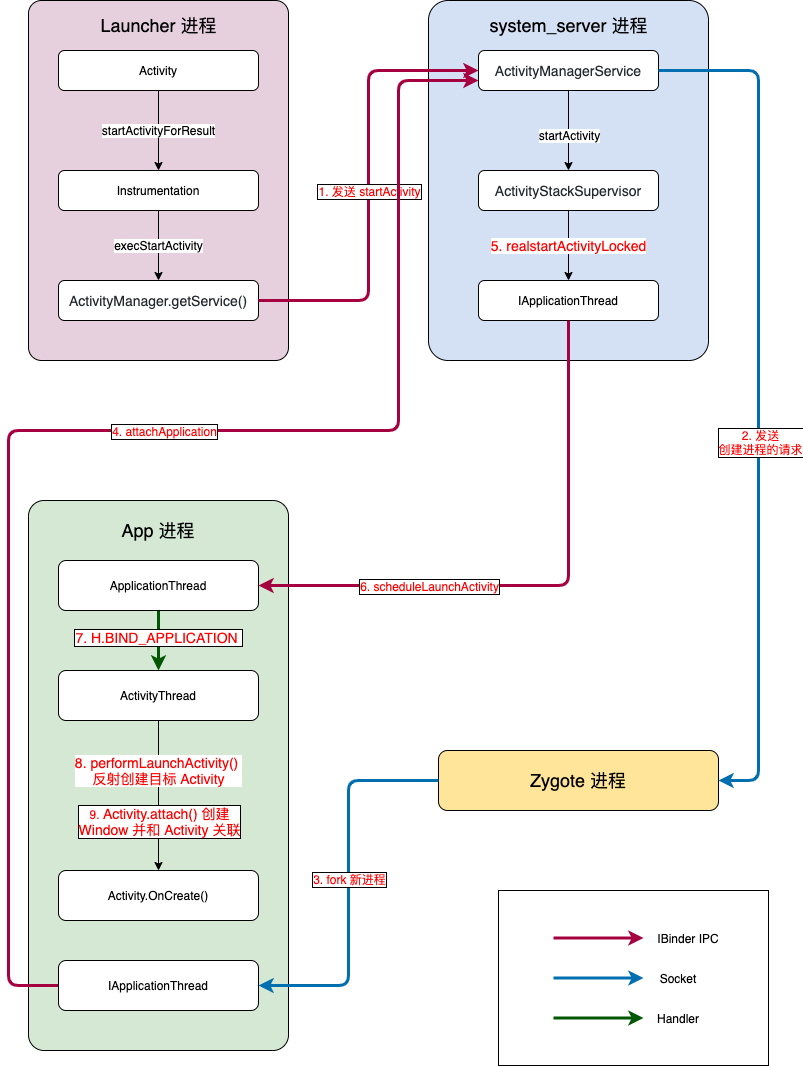 Launcher 进程
Activity
startActivityForResult
Instrumentation
execStartActivity
ActivityManager.getService()
1. 发送 startActivity
system_server 进程
ActivityManagerService
startActivity
ActivityStackSupervisor
5. realstartActivityLocked
IApplicationThread
4. attachApplication
2. 发送
创建进程的请求
App 进程
ApplicationThread
6. scheduleLaunchActivity
7. H.BIND_APPLICATION
ActivityThread
8. performLaunchActivity()
反射创建目标 Activity
9. Activity.attach() 创建
Window 并和 Activity 关联
Activity.OnCreate()
IApplicationThread
Zygote 进程
3. fork 新进程
IBinder IPC
Socket
Handler